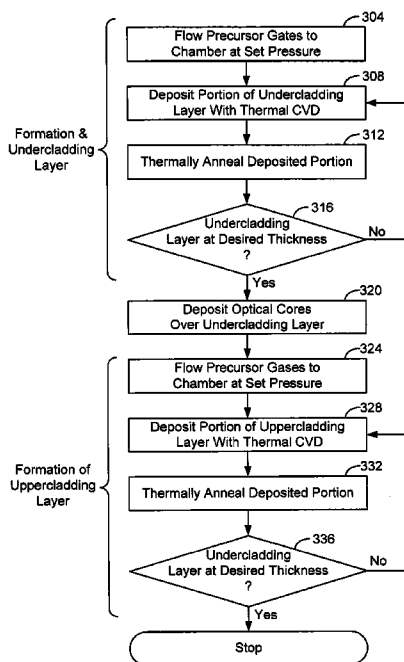 304
Flow Precursor Gates to
Chamber at Set Pressure
308
Deposit Portion of Undercladding
Layer With Thermal CVD
Formation &
Undercladding
Layer
312
Thermally Anneal Deposited Portion
316
Undercladding
Layer at Desired Thickness
?
No
Yes
320
Deposit Optical Cores
Over Undercladding Layer
324
Flow Precursor Gases to
Chamber at Set Pressure
328
Deposit Portion of Uppercladding
Layer With Thermal CVD
Formation of
Uppercladding
Layer
332
Thermally Anneal Deposited Portion
336
Undercladding
Layer at Desired Thickness
?
No
Yes
Stop